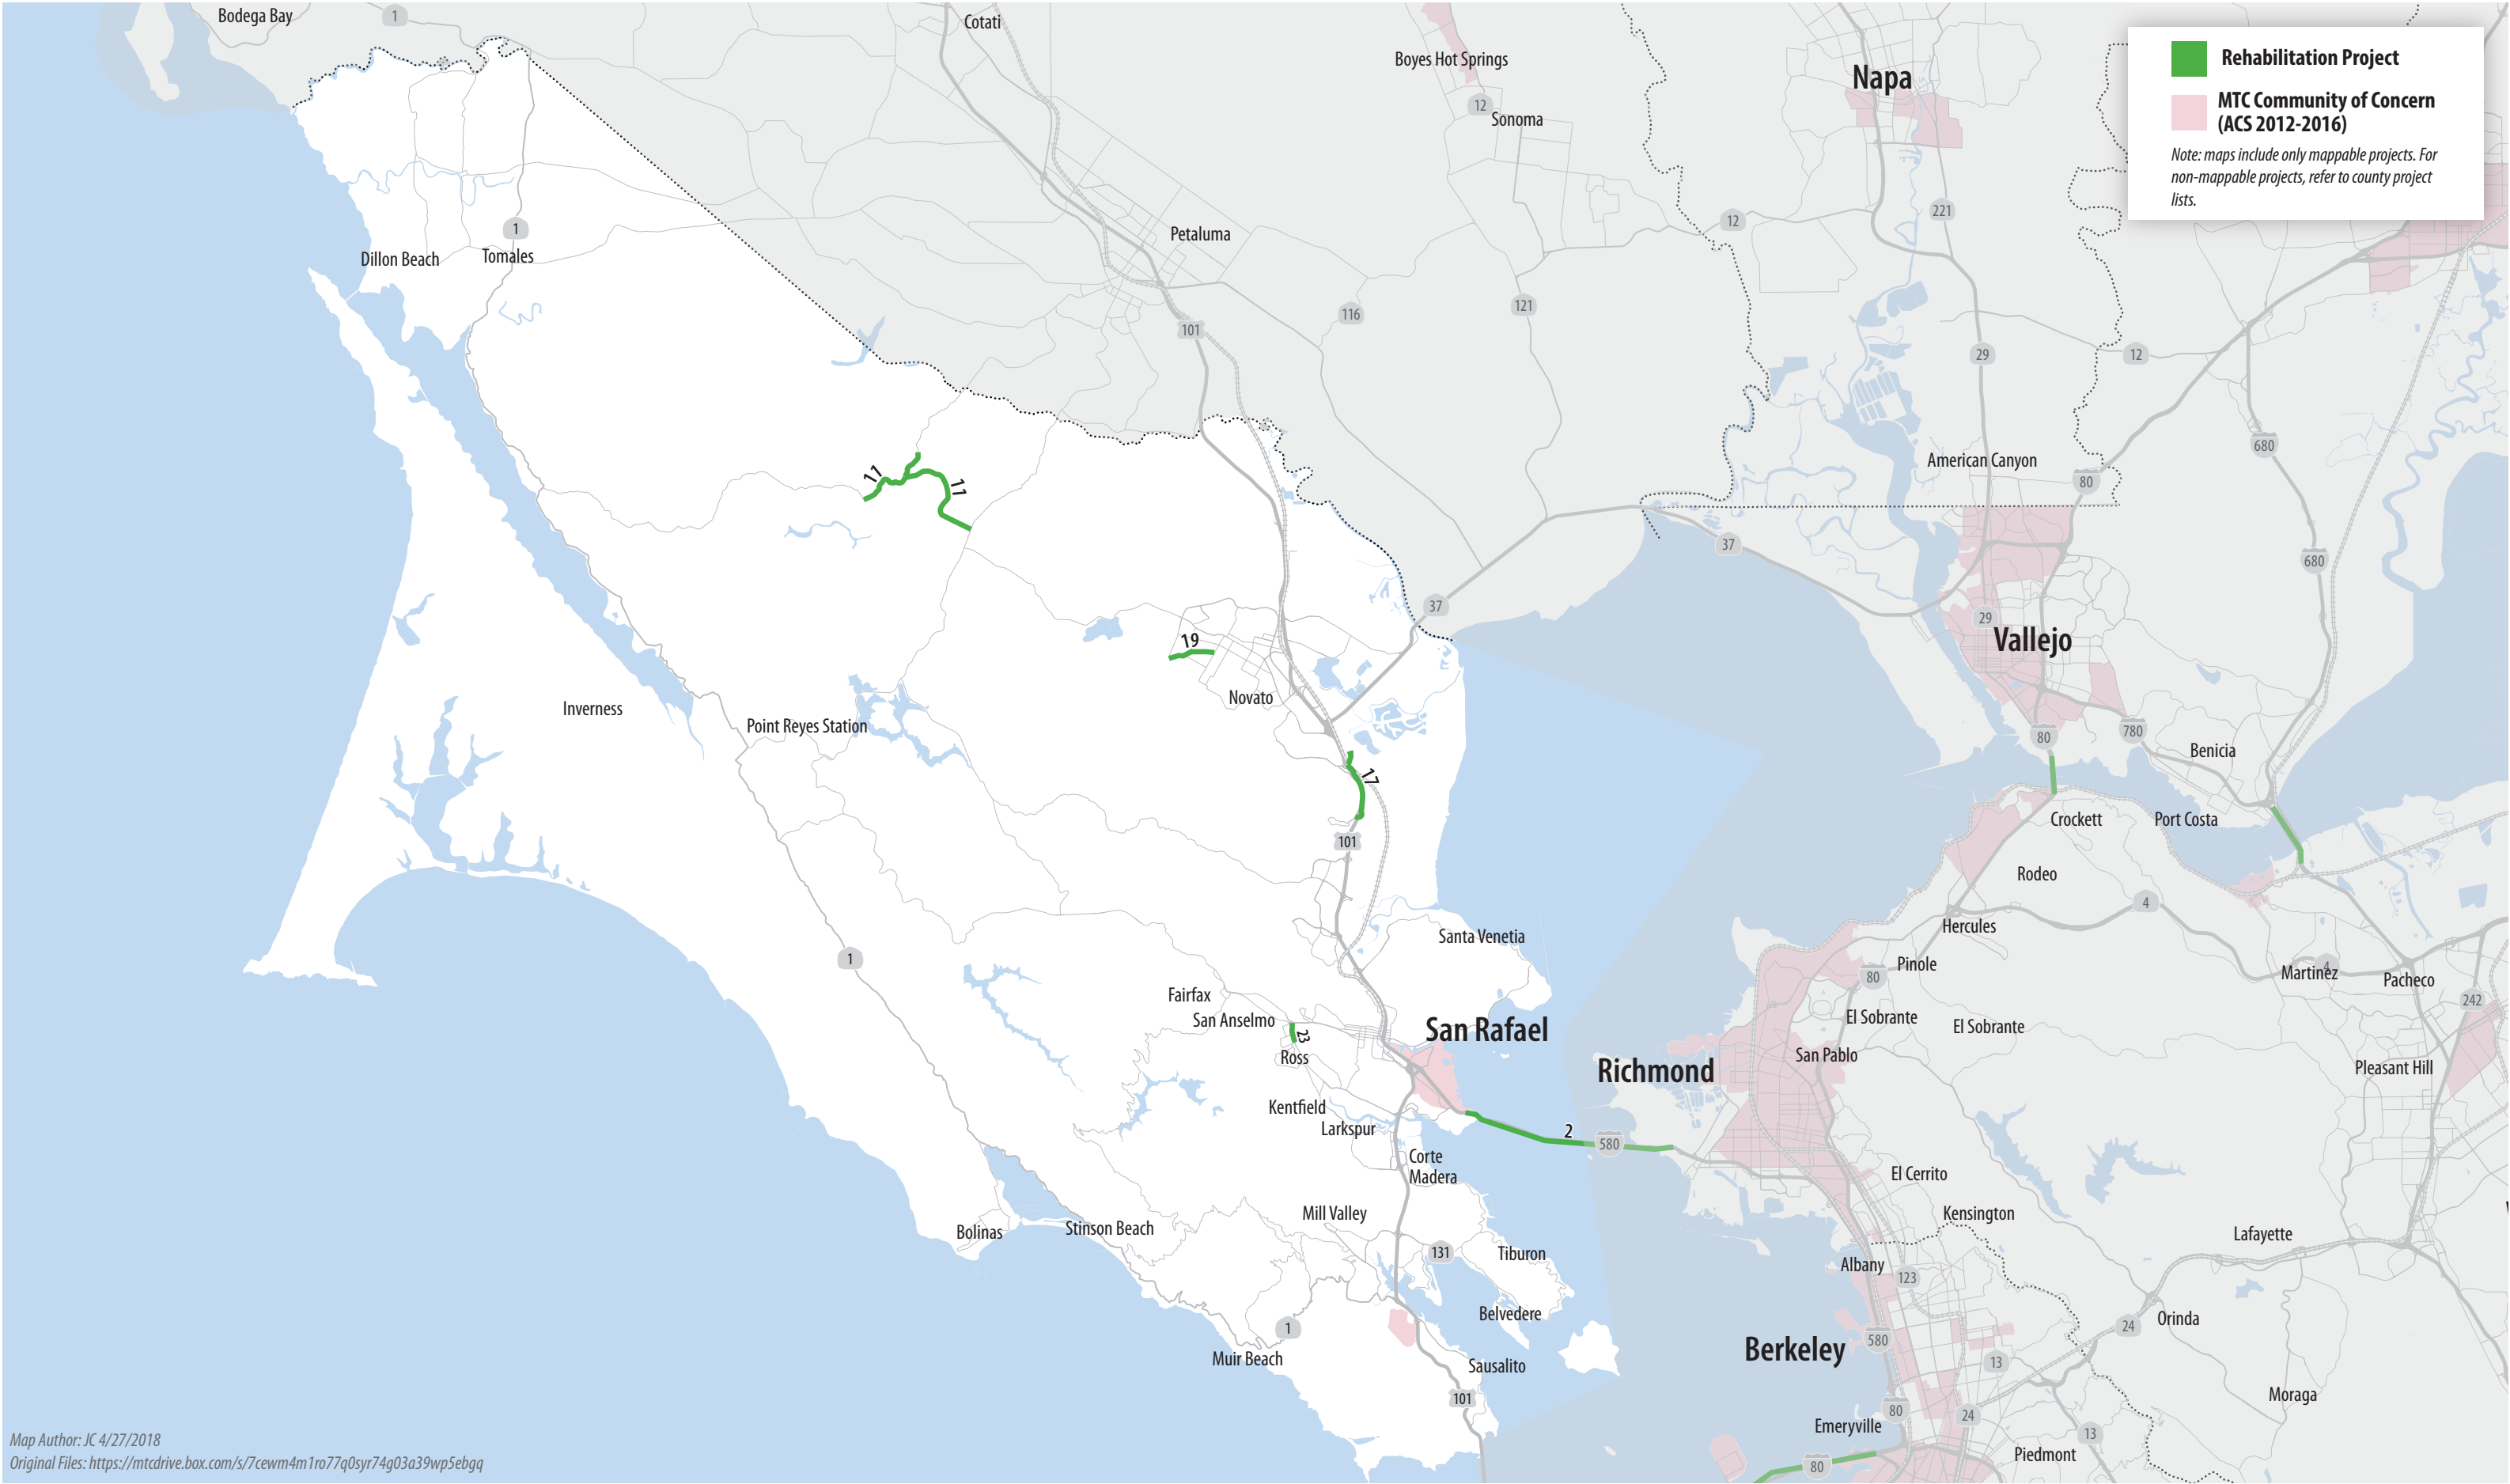 Bodega Bay
1
Cotati
Boyes Hot Springs
12
Sonoma
Napa
Rehabilitation Project
MTC Community of Concern
(ACS 2012-2016)
Note: maps include only mappable projects. For
non-mappable projects, refer to county project
lists.
1
Dillon Beach
Tomales
Petaluma
12
221
101
116
121
29
12
680
17
11
American Canyon
80
37
37
680
19
29
Vallejo
Novato
Inverness
Point Reyes Station
80
780
Benicia
17
101
Crockett
Port Costa
Rodeo
4
Hercules
Santa Venetia
1
80
Pinole
Martinez
4
Pacheco
242
Fairfax
San Anselmo
23
Ross
San Rafael
El Sobrante
El Sobrante
San Pablo
Richmond
Pleasant Hill
Kentfield
Larkspur
2
580
Corte
Madera
El Cerrito
Kensington
Mill Valley
Bolinas
Stinson Beach
131
Tiburon
Lafayette
Albany
123
Belvedere
Orinda
24
1
Muir Beach
Sausalito
Berkeley
580
13
101
Moraga
80
24
Emeryville
13
Piedmont
80
Map Author: JC 4/27/2018
Original Files: https://mtcdrive.box.com/s/7cewm4m1ro77q0syr74g03a39wp5ebgq